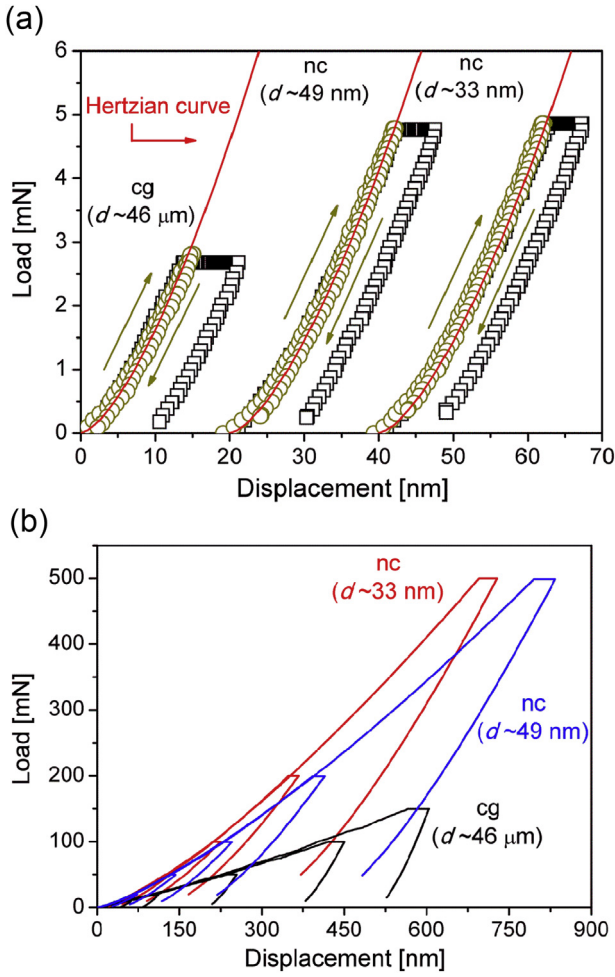 (a)
6
5
4
3
2
1
0
Load [mN]
Hertzian curve
cg
(d~46 μm)
nc
(d~49 nm)
nc
(d~33 nm)
0 10 20 30 40 50 60 70
Displacement [nm]
(b)
500
400
300
200
100
0
Load [mN]
nc
(d~33 nm)
nc
(d~49 nm)
cg
(d~46 μm)
0 150 300 450 600 750 900
Displacement [nm]